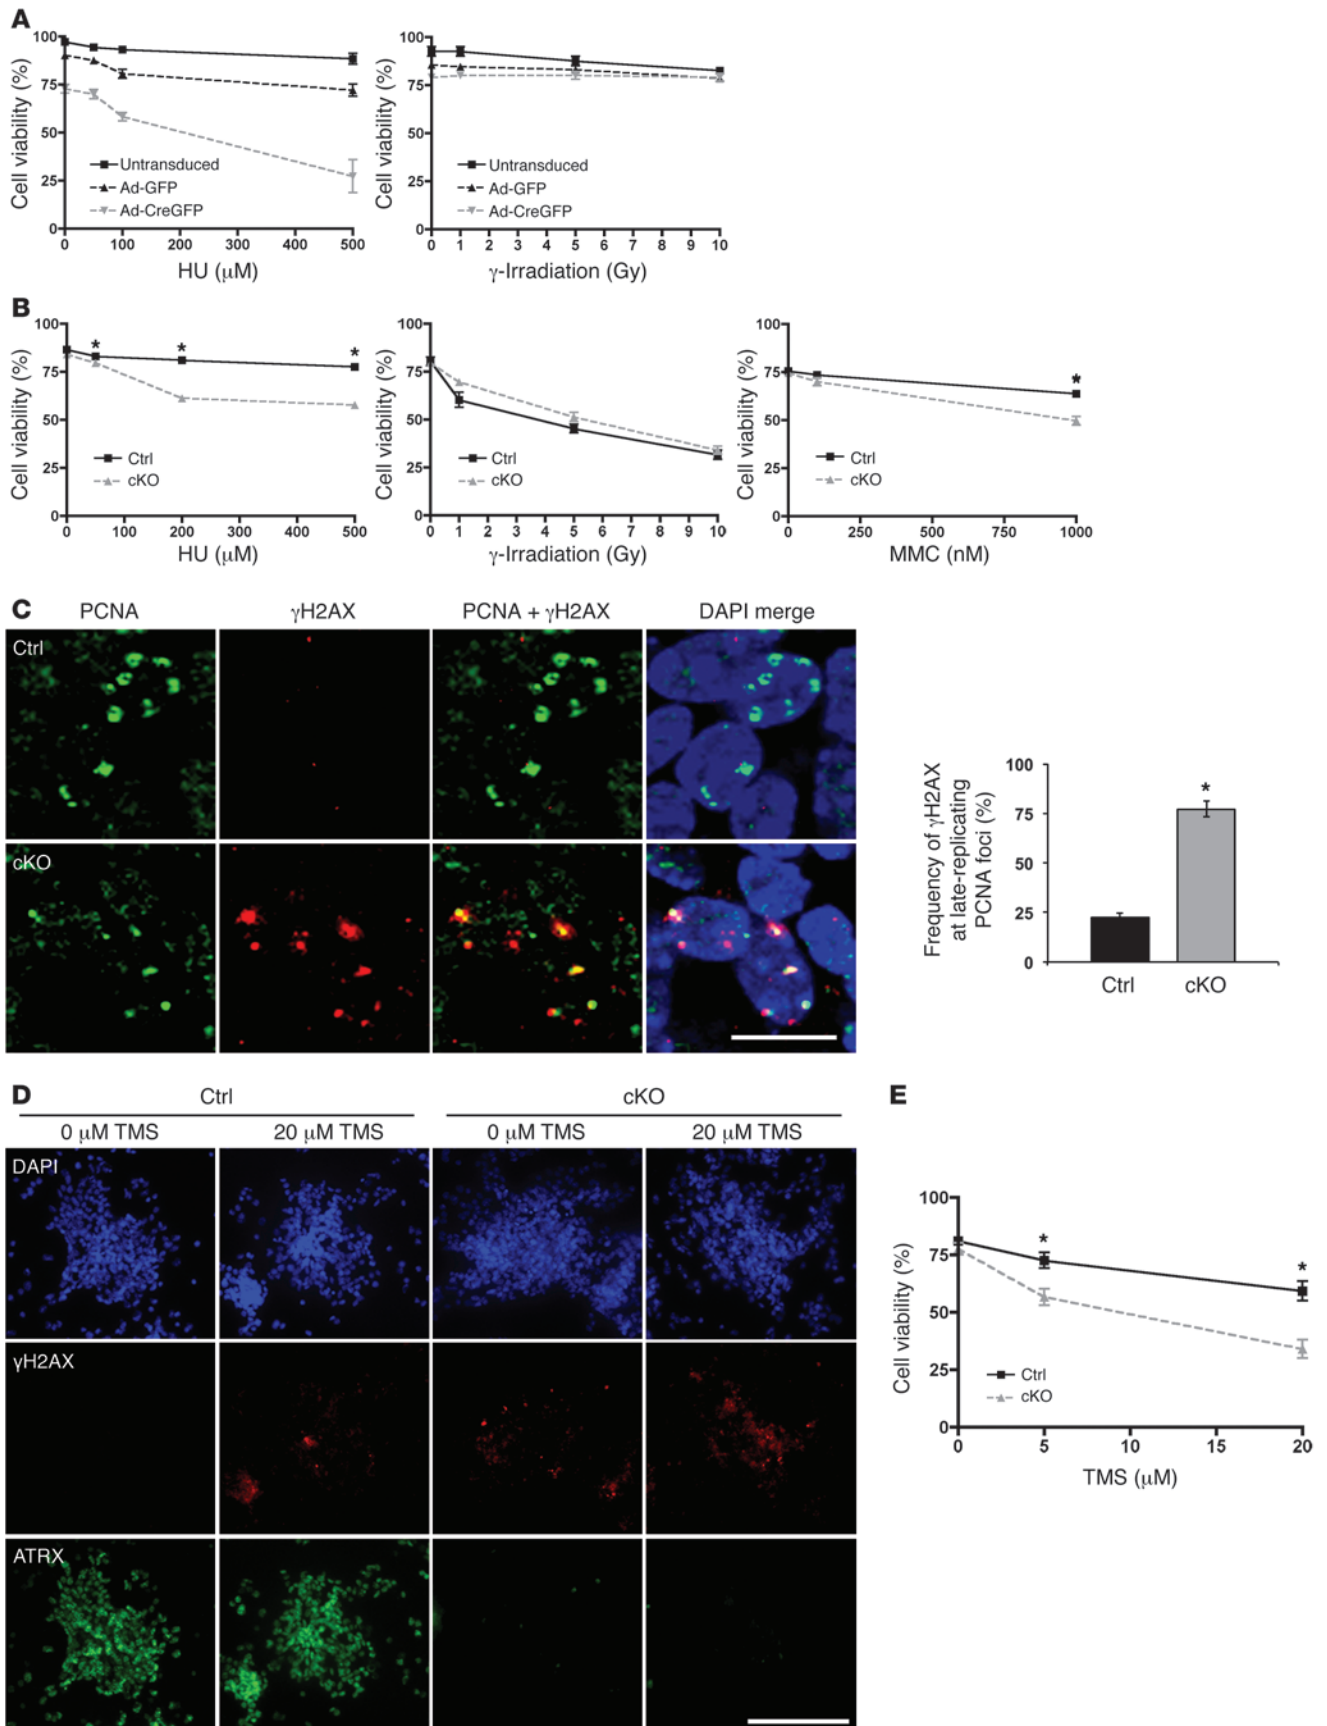 A
Cell viability (%)
100
75
50
25
0
Untransduced
Ad-GFP
Ad-CreGFP
0 100 200 300 400 500
HU (μM)
Cell viability (%)
100
75
50
25
0
Untransduced
Ad-GFP
Ad-CreGFP
0 1 2 3 4 5 6 7 8 9 10
γ-Irradiation (Gy)
B
Cell viability (%)
100
75
50
25
0
* * *
Ctrl
cKO
0 100 200 300 400 500
HU (μM)
Cell viability (%)
100
75
50
25
0
Ctrl
cKO
0 1 2 3 4 5 6 7 8 9 10
γ-Irradiation (Gy)
Cell viability (%)
100
75
50
25
0
*
Ctrl
cKO
0 250 500 750 1000
MMC (nM)
C
PCNA γH2AX PCNA + γH2AX DAPI merge
Ctrl
cKO
Frequency of γH2AX
at late-replicating
PCNA foci (%)
100
75
50
25
0
*
Ctrl cKO
D
Ctrl cKO
0 μM TMS 20 μM TMS 0 μM TMS 20 μM TMS
DAPI
γH2AX
ATRX
E
Cell viability (%)
100
75
50
25
0
* *
Ctrl
cKO
0 5 10 15 20
TMS (μM)